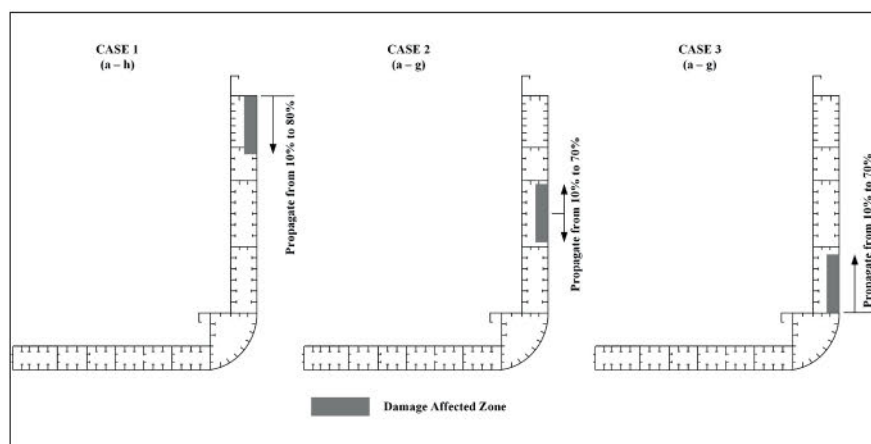 CASE 1
(a – h)
CASE 2
(a – g)
CASE 3
(a – g)
Propagate from 10% to 80%
Propagate from 10% to 70%
Propagate from 10% to 70%
Damage Affected Zone